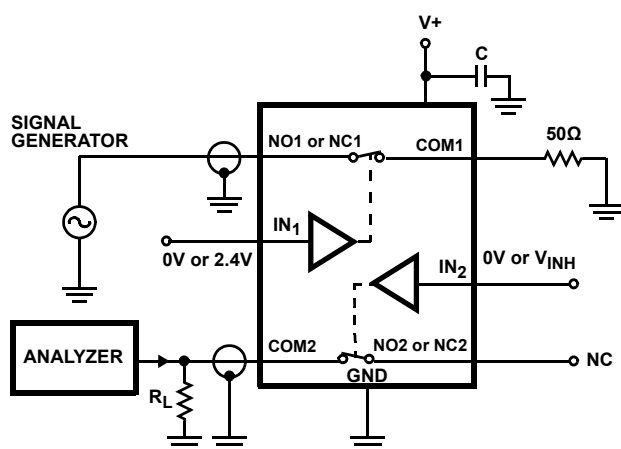 V+
C
SIGNAL
GENERATOR
NO1 or NC1
COM1
50Ω
IN1
0V or 2.4V
IN2
0V or VINH
ANALYZER
COM2
NO2 or NC2
NC
GND
RL